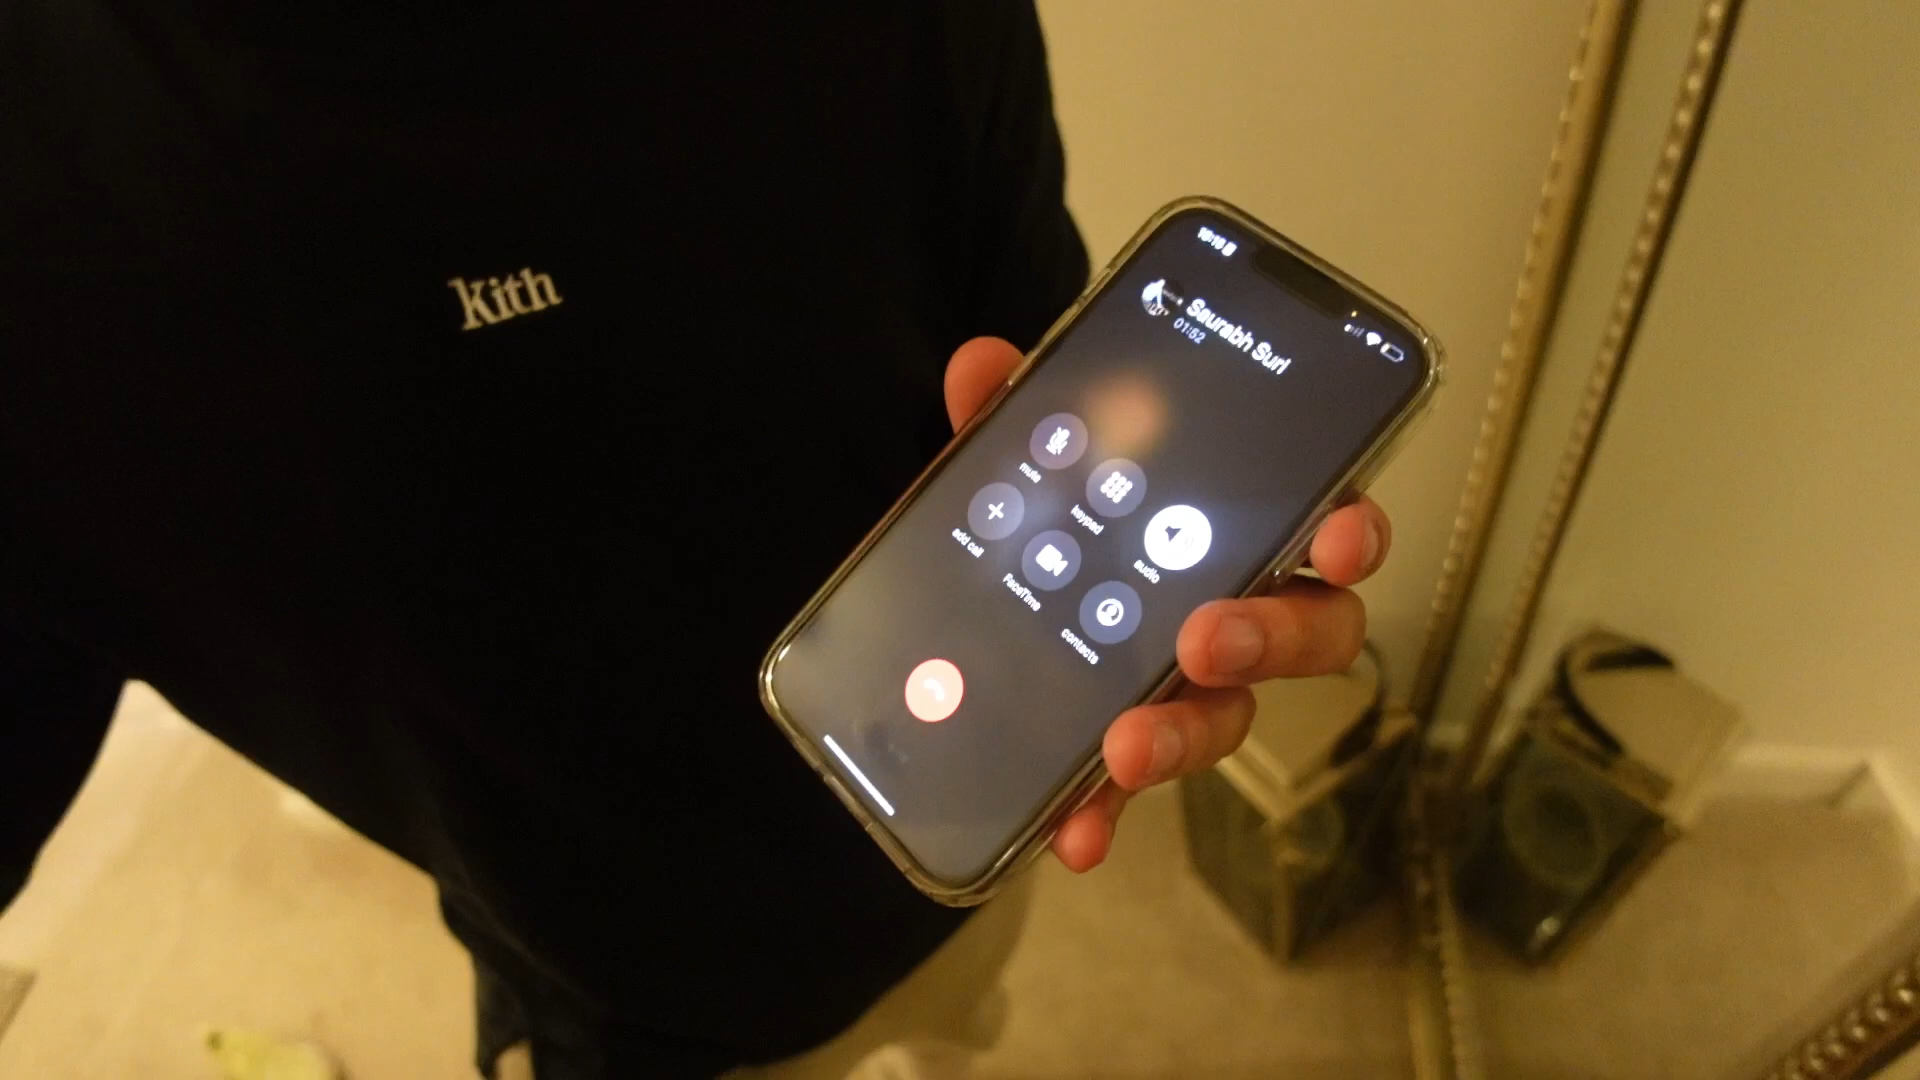 kith
Saurabh Suri
01:52
mute
keypad
audio
add call
FaceTime
contacts